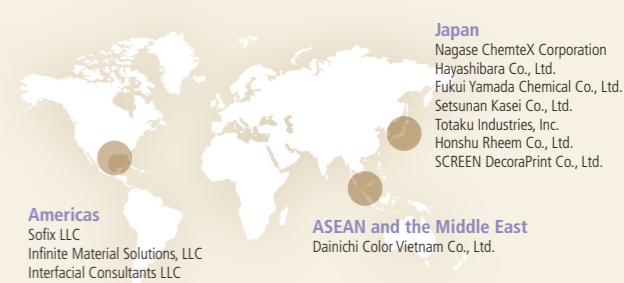 Japan
Nagase ChemteX Corporation
Hayashibara Co., Ltd.
Fukui Yamada Chemical Co., Ltd.
Setsunan Kasei Co., Ltd.
Totaku Industries, Inc.
Honshu Rheem Co., Ltd.
SCREEN DecoraPrint Co., Ltd.
Americas
Sofix LLC
Infinite Material Solutions, LLC
Interfacial Consultants LLC
ASEAN and the Middle East
Dainichi Color Vietnam Co., Ltd.